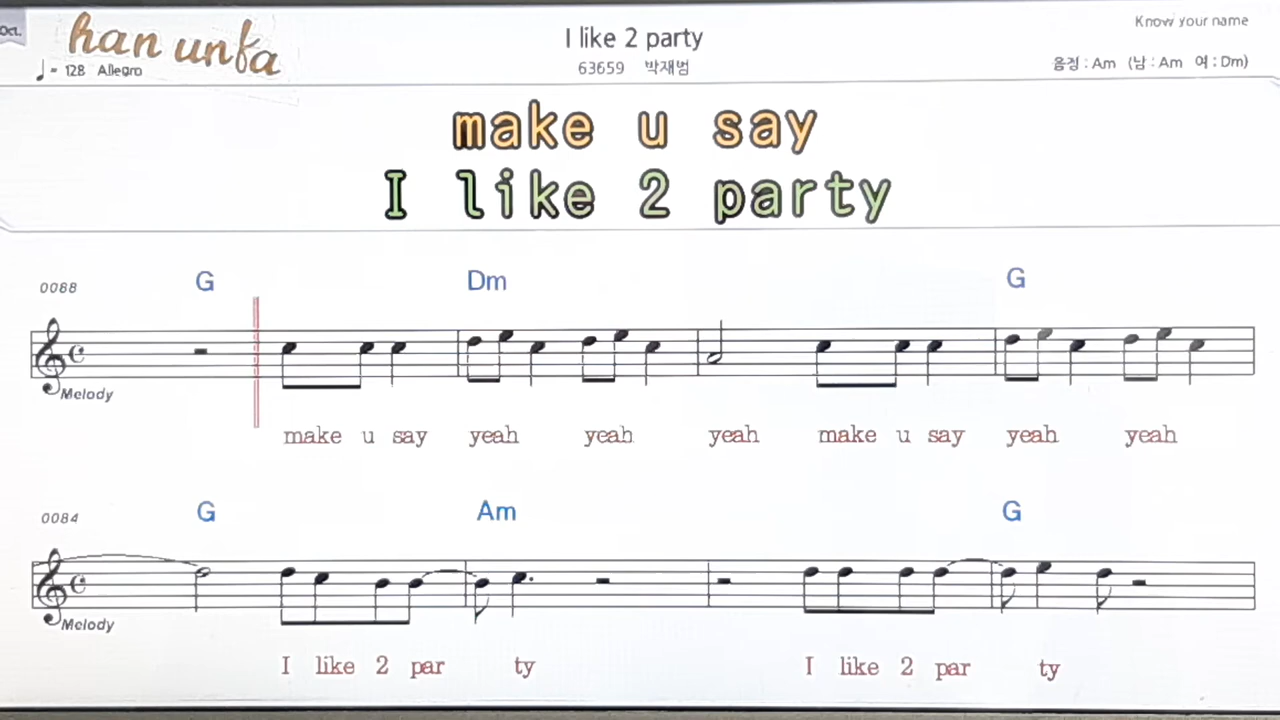 Oct.
han unfa
I like 2 party
Know your name
♩= 128 Allegro
63659 박재범
음정 : Am (남 : Am 여 : Dm)
make u say
I like 2 party
0088 G Dm G
Melody
make u say yeah yeah yeah make u say yeah yeah
0084 G Am G
Melody
I like 2 par ty I like 2 par ty